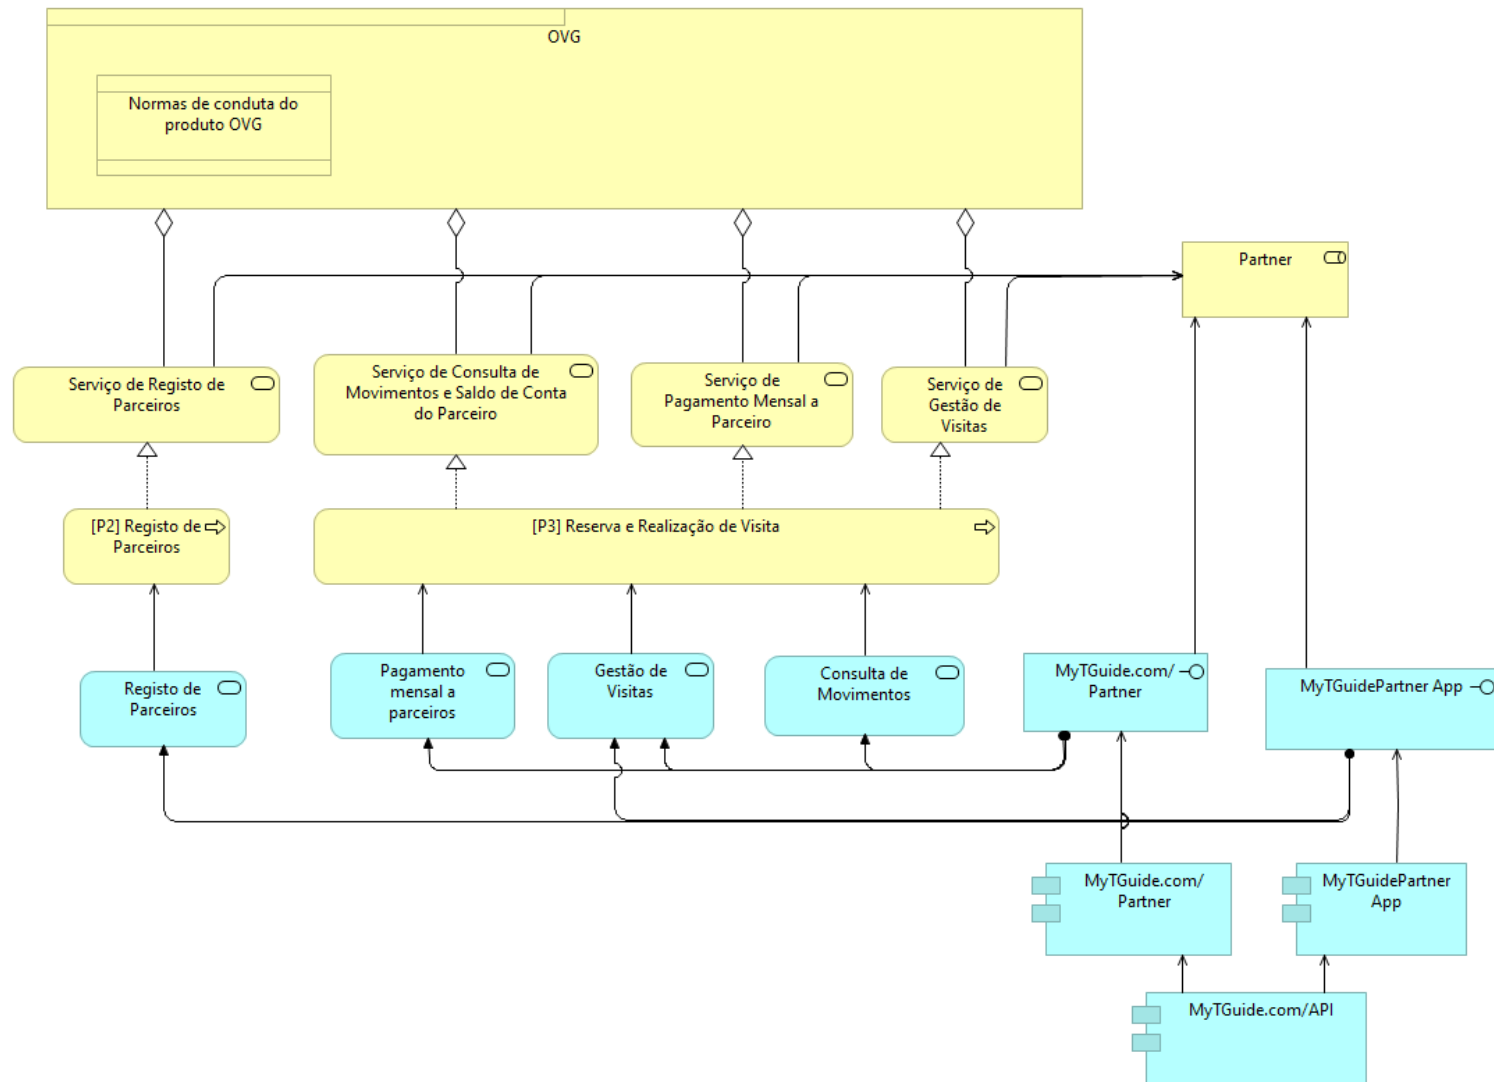 OVG
Normas de conduta do
produto OVG
Partner
Serviço de Registo de
Parceiros
Serviço de Consulta de
Movimentos e Saldo de Conta
do Parceiro
Serviço de
Pagamento Mensal a
Parceiro
Serviço de
Gestão de
Visitas
[P2] Registo de
Parceiros
[P3] Reserva e Realização de Visita
Registo de
Parceiros
Pagamento
mensal a
parceiros
Gestão de
Visitas
Consulta de
Movimentos
MyTGuide.com/
Partner
MyTGuidePartner App
MyTGuide.com/
Partner
MyTGuidePartner
App
MyTGuide.com/API